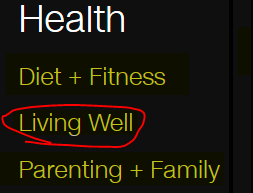 Health
Diet + Fitness
Living Well
Parenting + Family